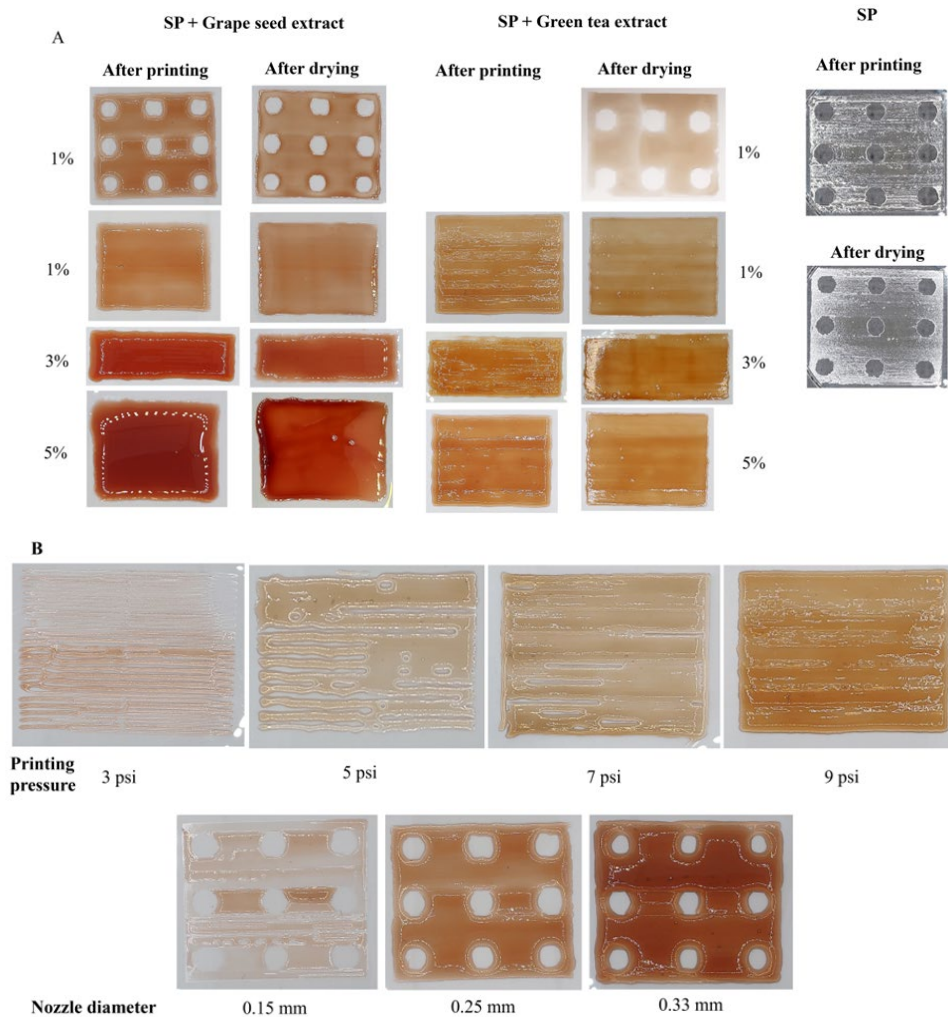 SP + Grape seed extract
SP + Green tea extract
SP
A
After printing
After drying
After printing
After drying
After printing
1%
1%
1%
1%
After drying
3%
3%
5%
5%
B
Printing
pressure
3 psi
5 psi
7 psi
9 psi
Nozzle diameter
0.15 mm
0.25 mm
0.33 mm